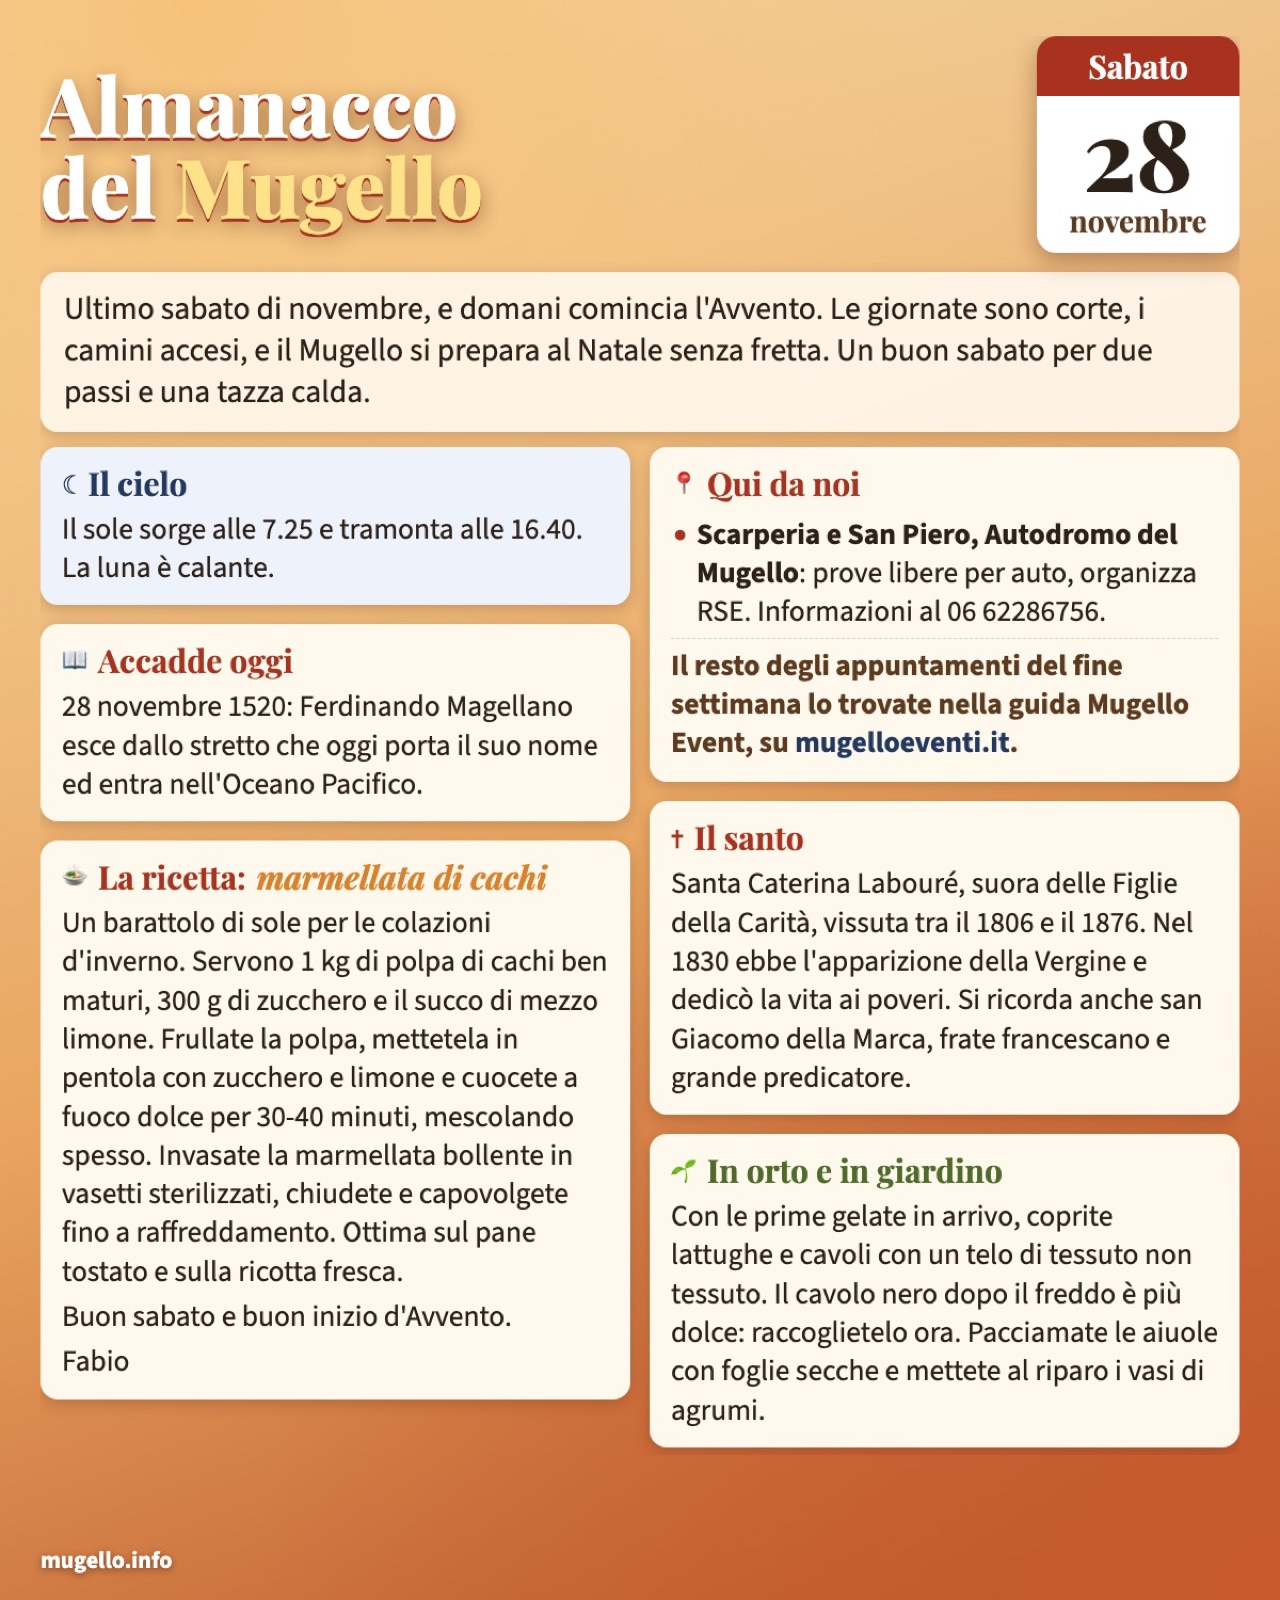 Almanacco
del Mugello
Sabato
28
novembre
Ultimo sabato di novembre, e domani comincia l'Avvento. Le giornate sono corte, i
camini accesi, e il Mugello si prepara al Natale senza fretta. Un buon sabato per due
passi e una tazza calda.
Il cielo
Il sole sorge alle 7.25 e tramonta alle 16.40.
La luna è calante.
Accadde oggi
28 novembre 1520: Ferdinando Magellano
esce dallo stretto che oggi porta il suo nome
ed entra nell'Oceano Pacifico.
La ricetta: marmellata di cachi
Un barattolo di sole per le colazioni
d'inverno. Servono 1 kg di polpa di cachi ben
maturi, 300 g di zucchero e il succo di mezzo
limone. Frullate la polpa, mettetela in
pentola con zucchero e limone e cuocete a
fuoco dolce per 30-40 minuti, mescolando
spesso. Invasate la marmellata bollente in
vasetti sterilizzati, chiudete e capovolgete
fino a raffreddamento. Ottima sul pane
tostato e sulla ricotta fresca.
Buon sabato e buon inizio d'Avvento.
Fabio
Qui da noi
• Scarperia e San Piero, Autodromo del
Mugello: prove libere per auto, organizza
RSE. Informazioni al 06 62286756.
Il resto degli appuntamenti del fine
settimana lo trovate nella guida Mugello
Event, su mugelloeventi.it.
✝ Il santo
Santa Caterina Labouré, suora delle Figlie
della Carità, vissuta tra il 1806 e il 1876. Nel
1830 ebbe l'apparizione della Vergine e
dedicò la vita ai poveri. Si ricorda anche san
Giacomo della Marca, frate francescano e
grande predicatore.
In orto e in giardino
Con le prime gelate in arrivo, coprite
lattughe e cavoli con un telo di tessuto non
tessuto. Il cavolo nero dopo il freddo è più
dolce: raccoglietelo ora. Pacciamate le aiuole
con foglie secche e mettete al riparo i vasi di
agrumi.
mugello.info